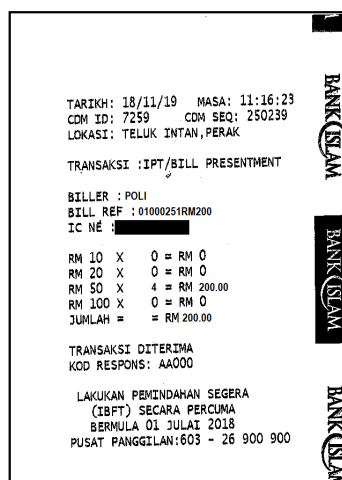 TARIKH: 18/11/19 MASA: 11:16:23
CDM ID: 7259 CDM SEQ: 250239
LOKASI: TELUK INTAN,PERAK
TRANSAKSI :IPT/BILL PRESENTMENT
BILLER : POLI
BILL REF : 01000251RM200
IC NE :
RM 10 X 0 = RM 0
RM 20 X 0 = RM 0
RM 50 X 4 = RM 200.00
RM 100 X 0 = RM 0
JUMLAH = = RM 200.00
TRANSAKSI DITERIMA
KOD RESPONS: AA000
LAKUKAN PEMINDAHAN SEGERA
(IBFT) SECARA PERCUMA
BERMULA 01 JULAI 2018
PUSAT PANGGILAN:603 - 26 900 900
BANK ISLAM
BANK ISLAM
BANK ISLAM